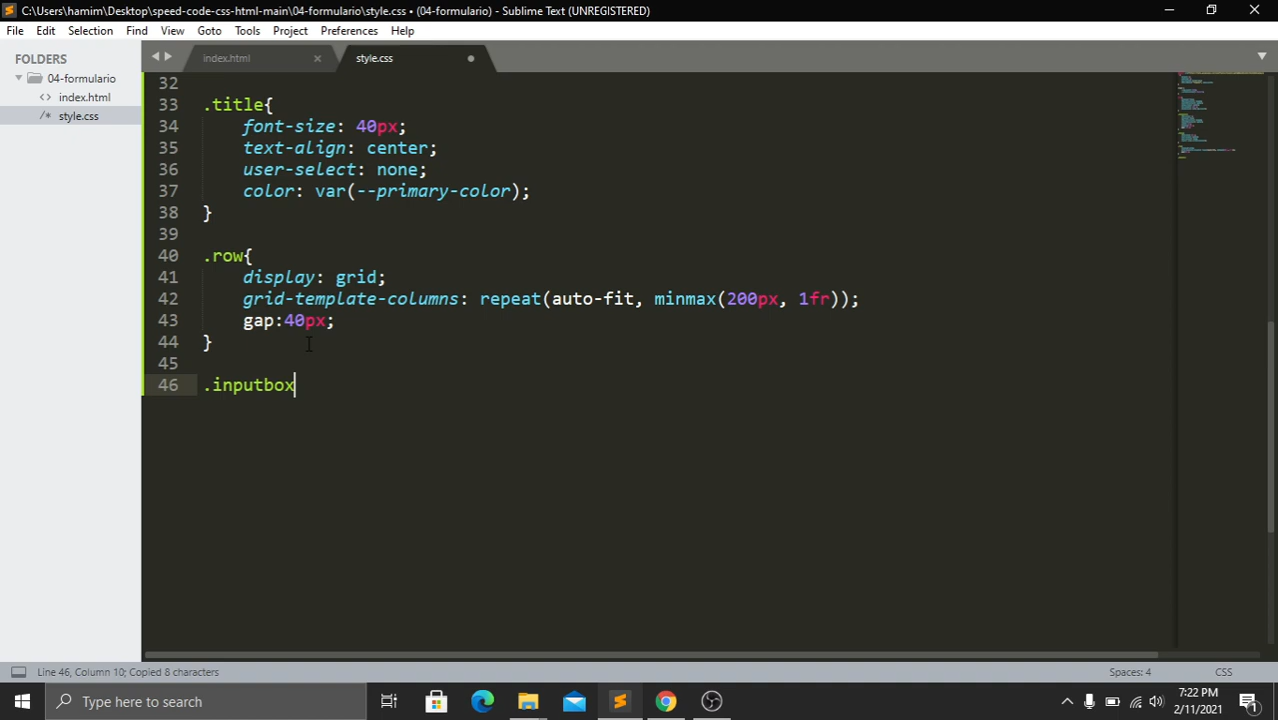 C:\Users\hamim\Desktop\speed-code-css-html-main\04-formulario\style.css • (04-formulario) - Sublime Text (UNREGISTERED)
File Edit Selection Find View Goto Tools Project Preferences Help
FOLDERS
04-formulario
<> index.html
/* style.css
index.html ×
style.css
32
33 .title{
34 font-size: 40px;
35 text-align: center;
36 user-select: none;
37 color: var(--primary-color);
38 }
39
40 .row{
41 display: grid;
42 grid-template-columns: repeat(auto-fit, minmax(200px, 1fr));
43 gap:40px;
44 }
45
46 .inputbox
Line 46, Column 10; Copied 8 characters
Spaces: 4
CSS
Type here to search
7:22 PM
2/11/2021
1